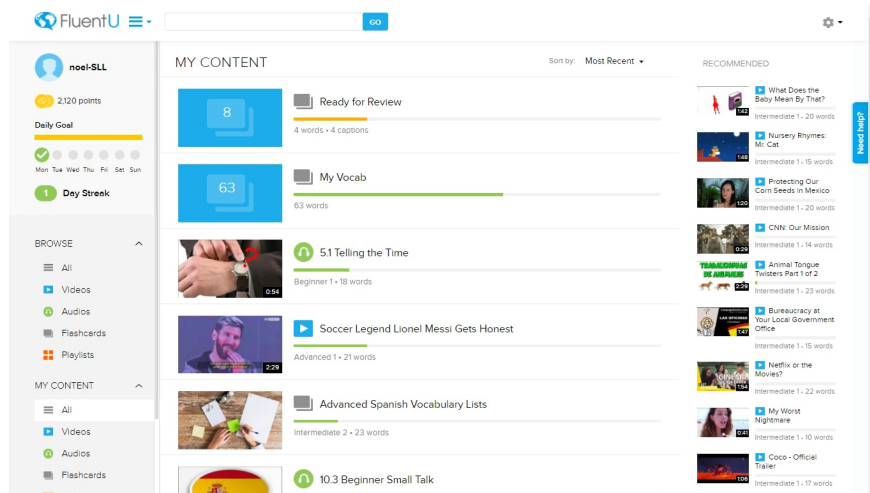 FluentU
GO
noel-SLL
2,120 points
Daily Goal
Mon Tue Wed Thu Fri Sat Sun
1 Day Streak
BROWSE
All
Videos
Audios
Flashcards
Playlists
MY CONTENT
All
Videos
Audios
Flashcards
MY CONTENT
Sort by: Most Recent
8
Ready for Review
4 words • 4 captions
63
My Vocab
63 words
0:54
5.1 Telling the Time
Beginner 1 • 18 words
2:29
Soccer Legend Lionel Messi Gets Honest
Advanced 1 • 21 words
Advanced Spanish Vocabulary Lists
Intermediate 2 • 23 words
10.3 Beginner Small Talk
RECOMMENDED
1:42
What Does the
Baby Mean By That?
Intermediate 1 • 20 words
1:48
Nursery Rhymes:
Mr. Cat
Intermediate 1 • 15 words
1:20
Protecting Our
Corn Seeds in Mexico
Intermediate 1 • 20 words
0:29
CNN: Our Mission
Intermediate 1 • 14 words
TRABALENGUAS
DE ANIMALES
2:29
Animal Tongue
Twisters Part 1 of 2
Intermediate 1 • 23 words
LAS OFICINAS
1:47
Bureaucracy at
Your Local Government
Office
Intermediate 1 • 15 words
1:54
Netflix or the
Movies?
Intermediate 1 • 22 words
0:41
My Worst
Nightmare
Intermediate 1 • 10 words
1:06
Coco - Official
Trailer
Intermediate 1 • 17 words
Need help?